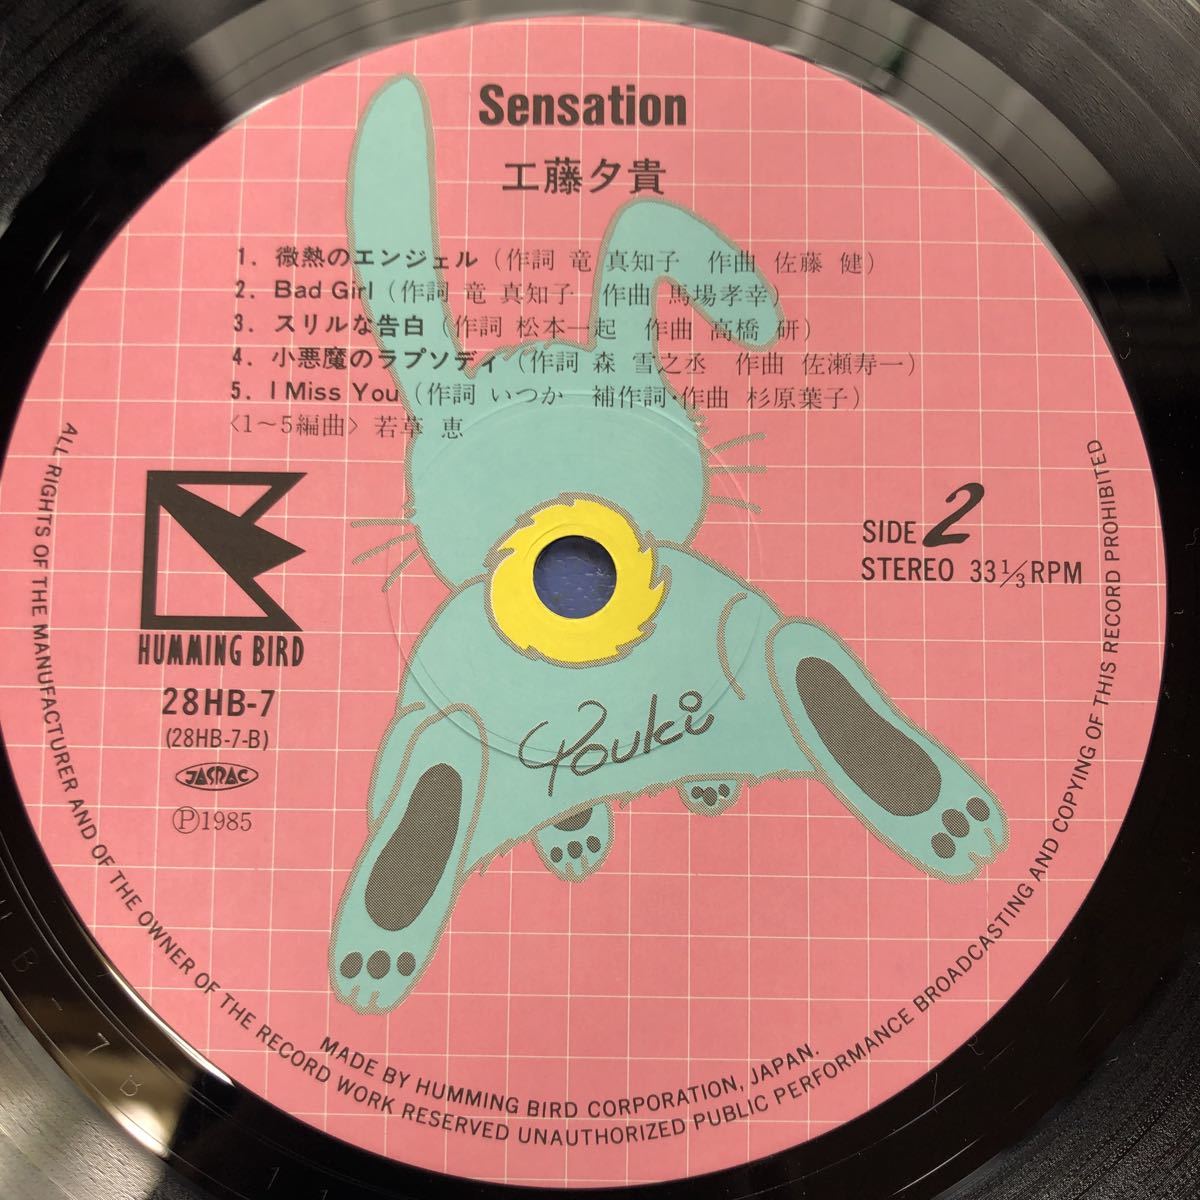 Sensation
工藤夕貴
1. 微熱のエンジェル（作詞 竜 真知子　作曲 佐藤 健）
2. Bad Girl（作詞 竜 真知子　作曲 馬場孝幸）
3. スリルな告白（作詞 松本一起　作曲 高橋 研）
4. 小悪魔のラプソディ（作詞 森 雪之丞　作曲 佐瀬寿一）
5. I Miss You（作詞 いつか　補作詞・作曲 杉原葉子）
〈1〜5編曲〉若草 恵
HUMMING BIRD
28HB-7
(28HB-7-B)
JASRAC
Ⓟ1985
SIDE 2
STEREO 33 1/3 RPM
Youki
ALL RIGHTS OF THE MANUFACTURER AND OF THE OWNER OF THE RECORD WORK RESERVED UNAUTHORIZED PUBLIC PERFORMANCE BROADCASTING AND COPYING OF THIS RECORD PROHIBITED
MADE BY HUMMING BIRD CORPORATION, JAPAN.